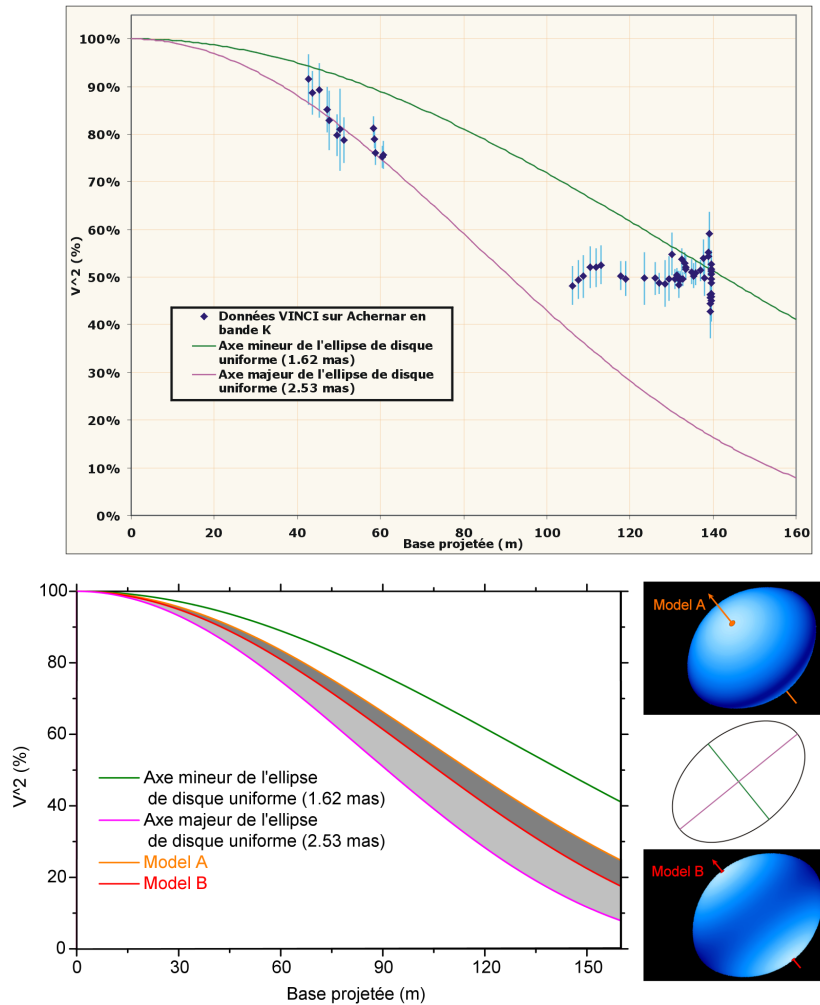 100%
90%
80%
70%
60%
50%
40%
30%
20%
10%
0%
V^2 (%)
Données VINCI sur Achernar en
bande K
Axe mineur de l'ellipse de disque
uniforme (1.62 mas)
Axe majeur de l'ellipse de disque
uniforme (2.53 mas)
0 20 40 60 80 100 120 140 160
Base projetée (m)
100
80
60
40
20
0
V^2 (%)
Axe mineur de l'ellipse
de disque uniforme (1.62 mas)
Axe majeur de l'ellipse
de disque uniforme (2.53 mas)
Model A
Model B
0 30 60 90 120 150
Base projetée (m)
Model A
Model B